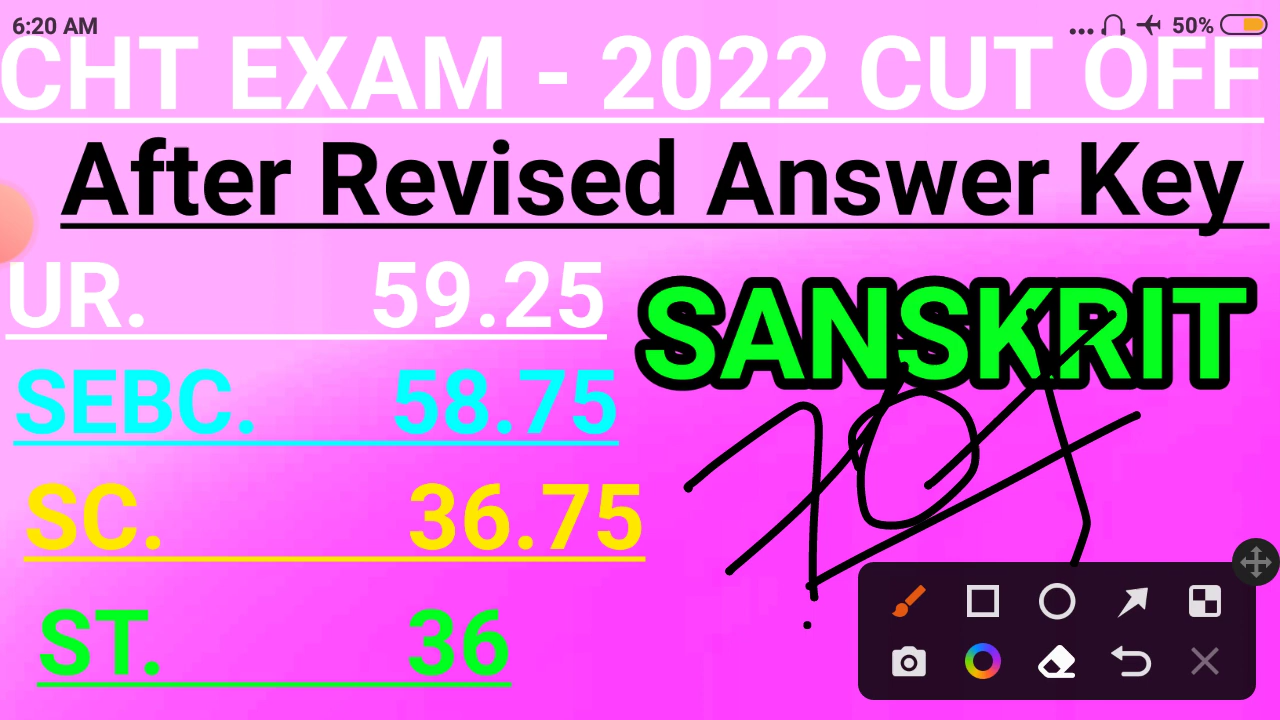 6:20 AM
50%
CHT EXAM - 2022 CUT OFF
After Revised Answer Key
UR. 59.25
SANSKRIT
SEBC. 58.75
SC. 36.75
ST. 36